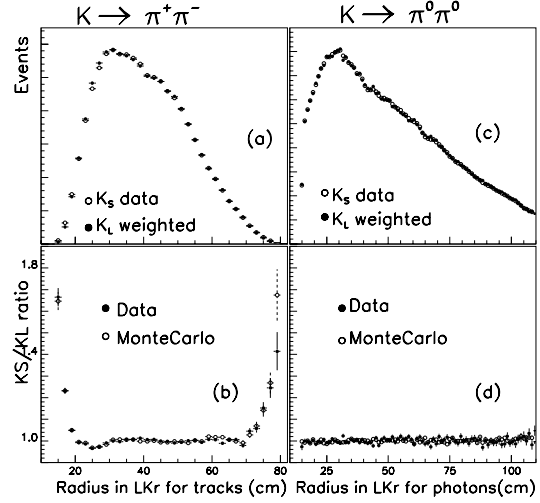 K → π⁺π⁻
K → π⁰π⁰
Events
(a)
○ K_S data
● K_L weighted
(c)
○ K_S data
● K_L weighted
KS/KL ratio
1.8
.4
1.0
● Data
○ MonteCarlo
(b)
● Data
○ MonteCarlo
(d)
20 40 60 80
Radius in LKr for tracks (cm)
25 50 75 100
Radius in LKr for photons(cm)